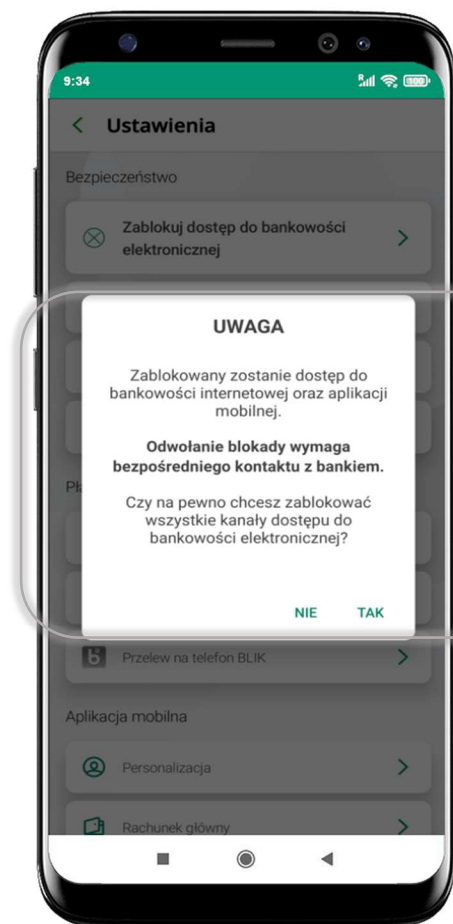 9:34
100
Ustawienia
Bezpieczeństwo
Zablokuj dostęp do bankowości
elektronicznej
UWAGA
Zablokowany zostanie dostęp do
bankowości internetowej oraz aplikacji
mobilnej.
Odwołanie blokady wymaga
bezpośredniego kontaktu z bankiem.
Czy na pewno chcesz zablokować
wszystkie kanały dostępu do
bankowości elektronicznej?
NIE TAK
Przelew na telefon BLIK
Aplikacja mobilna
Personalizacja
Rachunek główny